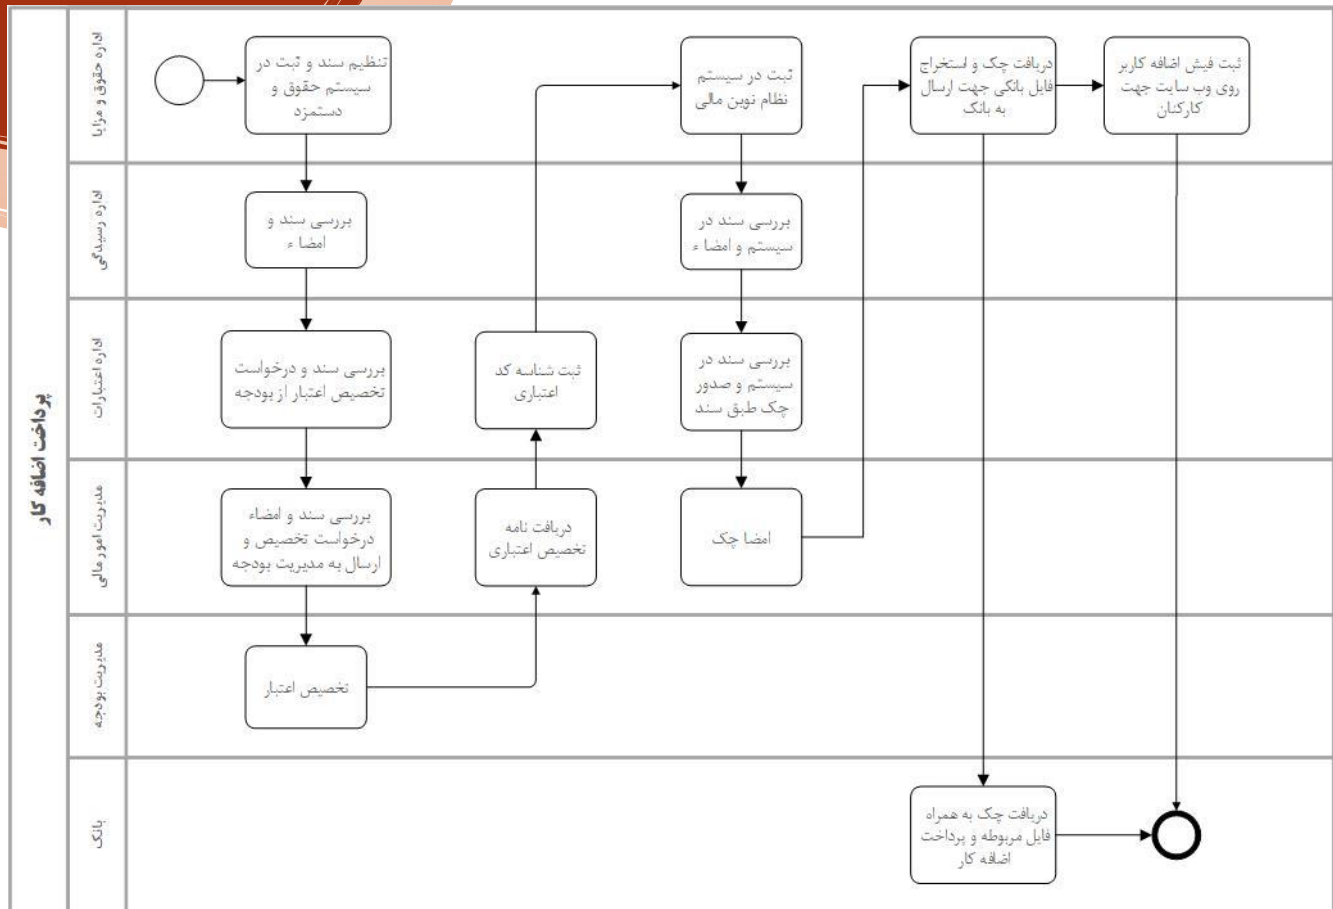 پرداخت اضافه کار
اداره حقوق و مزایا
تنظیم سند و ثبت در
سیستم حقوق و
دستمزد
ثبت در سیستم
نظام نوین مالی
دریافت چک و استخراج
فایل بانکی جهت ارسال
به بانک
ثبت فیش اضافه کاربر
روی وب سایت جهت
کارکنان
اداره رسیدگی
بررسی سند و
امضا ء
بررسی سند در
سیستم و امضا ء
اداره اعتبارات
بررسی سند و درخواست
تخصیص اعتبار از بودجه
ثبت شناسه کد
اعتباری
بررسی سند در
سیستم و صدور
چک طبق سند
مدیریت امور مالی
بررسی سند و امضاء
درخواست تخصیص و
ارسال به مدیریت بودجه
دریافت نامه
تخصیص اعتباری
امضا چک
مدیریت بودجه
تخصیص اعتبار
بانک
دریافت چک به همراه
فایل مربوطه و پرداخت
اضافه کار